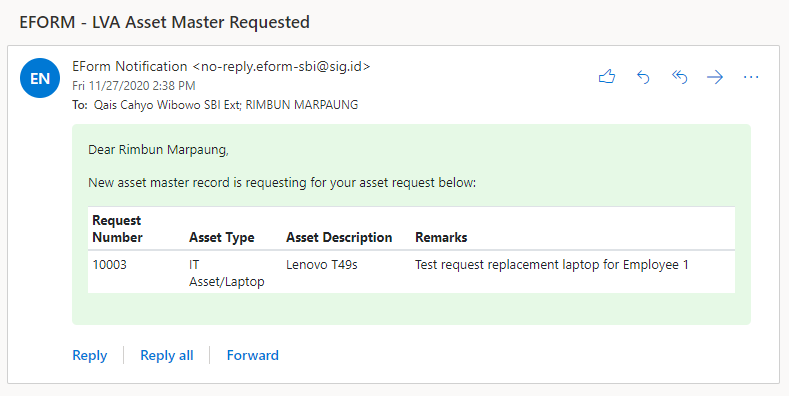 EFORM - LVA Asset Master Requested
EN
EForm Notification <no-reply.eform-sbi@sig.id>
Fri 11/27/2020 2:38 PM
To: Qais Cahyo Wibowo SBI Ext; RIMBUN MARPAUNG
Dear Rimbun Marpaung,
New asset master record is requesting for your asset request below:
Request
Number Asset Type Asset Description Remarks
10003 IT Lenovo T49s Test request replacement laptop for Employee 1
Asset/Laptop
Reply Reply all Forward